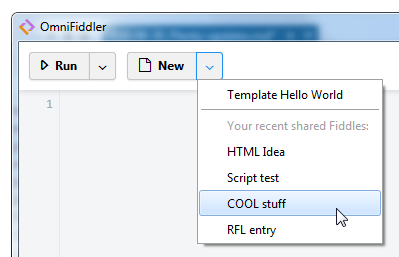 OmniFiddler
Run New
1
Template Hello World
Your recent shared Fiddles:
HTML Idea
Script test
COOL stuff
RFL entry